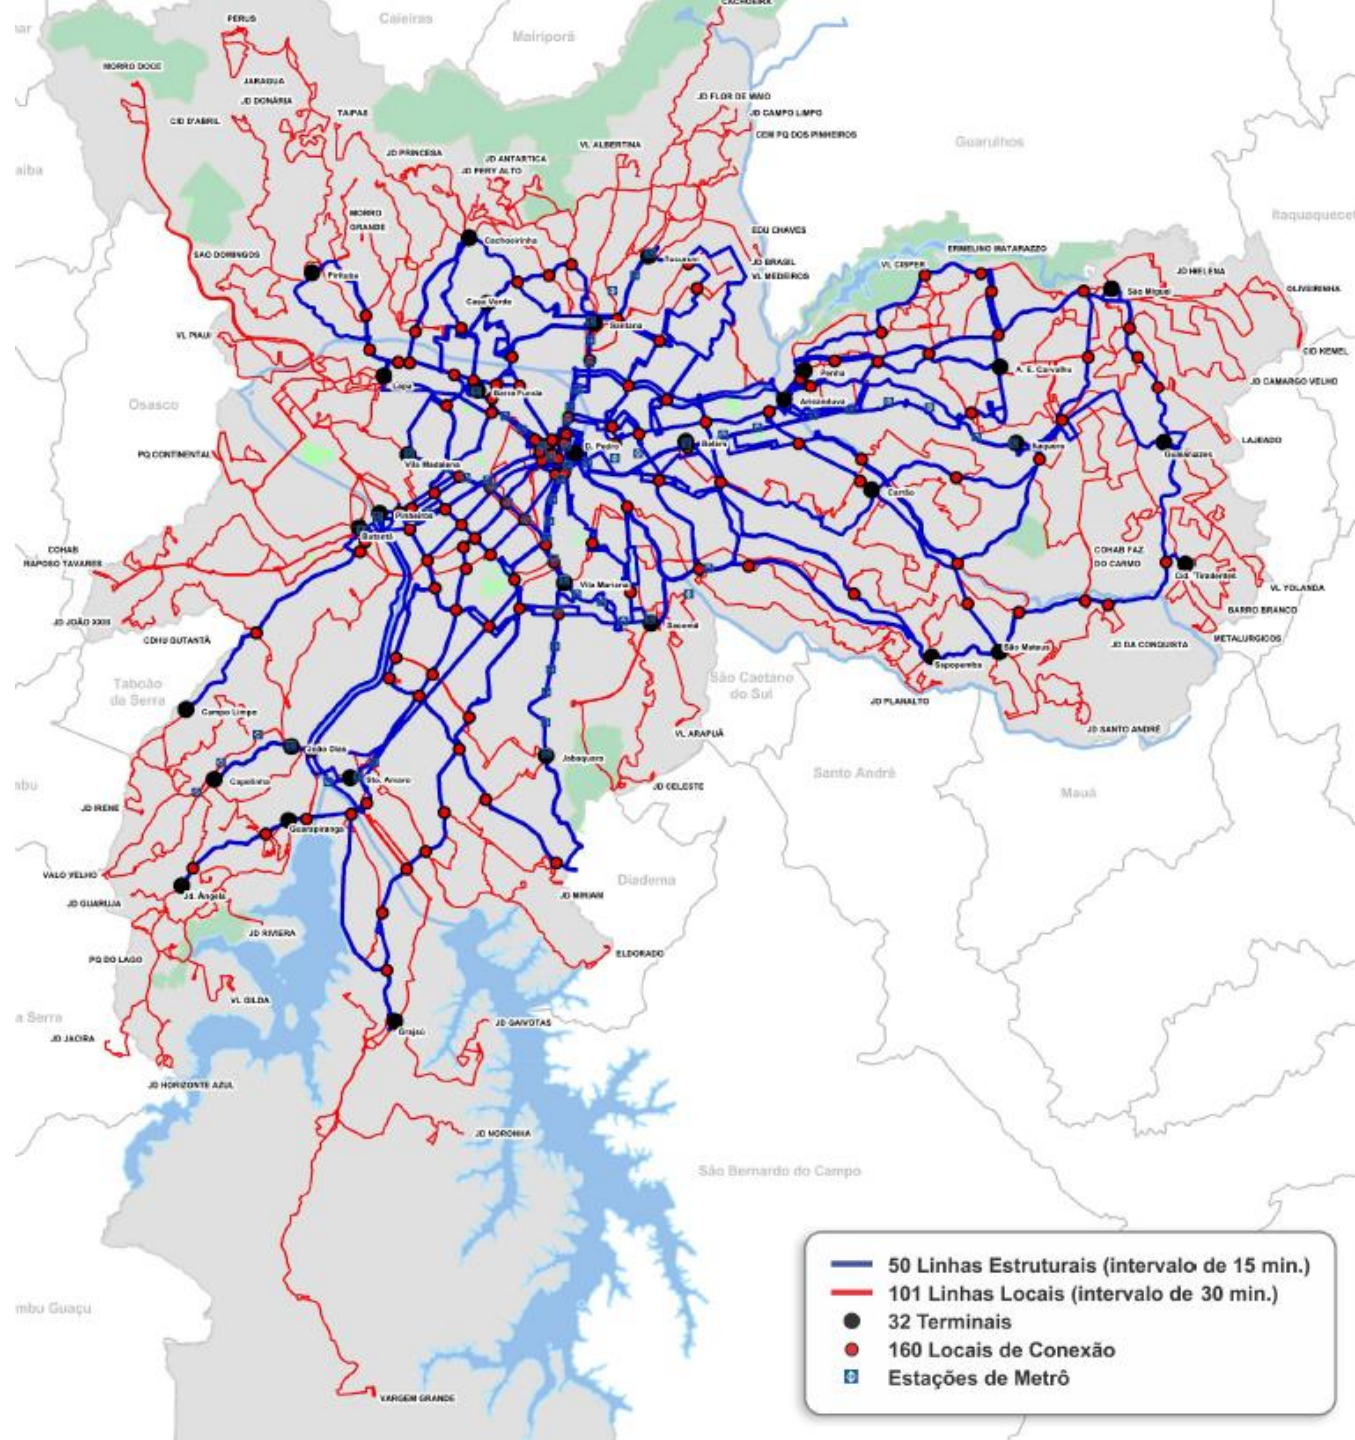 CACHOEIRA
PERUS
Caieiras
Mairiporã
MORRO DOCE
JARAGUA
JD DONÁRIA
CID D'ABRIL
TAIPAS
JD FLOR DE MAIO
JD CAMPO LIMPO
CEM PQ DOS PINHEIROS
Guarulhos
VL ALBERTINA
JD PRINCESA
JD ANTARTICA
JD PERY ALTO
aiba
MORRO
GRANDE
Itaquaquecet
EDU CHAVES
Cachoeirinha
ERMELINO MATARAZZO
SAO DOMINGOS
Tucuruvi
JD BRASIL
VL CISPER
JD HELENA
Pirituba
VL MEDEIROS
OLIVEIRINHA
São Miguel
Casa Verde
Santana
VL PIAUI
CID KEMEL
Penha
A. E. Carvalho
JD CAMARGO VELHO
Lapa
Barra Funda
Osasco
Aricanduva
D. Pedro
Belém
Itaquera
LAJEADO
PQ CONTINENTAL
Vila Madalena
Guaianazes
Carrão
Pinheiros
Butantã
COHAB
RAPOSO TAVARES
COHAB FAZ.
DO CARMO
Cid. Tiradentes
Vila Mariana
VL YOLANDA
BARRO BRANCO
JD JOÃO XXIII
Sacomã
CDHU BUTANTÃ
METALURGICOS
JD DA CONQUISTA
São Mateus
Sapopemba
Taboão
da Serra
São Caetano
do Sul
JD PLANALTO
Campo Limpo
JD SANTO ANDRÉ
VL ARAPUÃ
João Dias
Jabaquara
Santo André
Capelinha
Sto. Amaro
JD CELESTE
Mauá
JD IRENE
Guarapiranga
VALO VELHO
Diadema
Jd. Ângela
JD MIRIAM
JD GUARUJA
JD RIVIERA
ELDORADO
PQ DO LAGO
VL GILDA
a Serra
JD GAIVOTAS
Grajaú
JD JACIRA
JD HORIZONTE AZUL
JD NORONHA
São Bernardo do Campo
50 Linhas Estruturais (intervalo de 15 min.)
101 Linhas Locais (intervalo de 30 min.)
mbu Guaçu
32 Terminais
160 Locais de Conexão
Estações de Metrô
VARGEM GRANDE